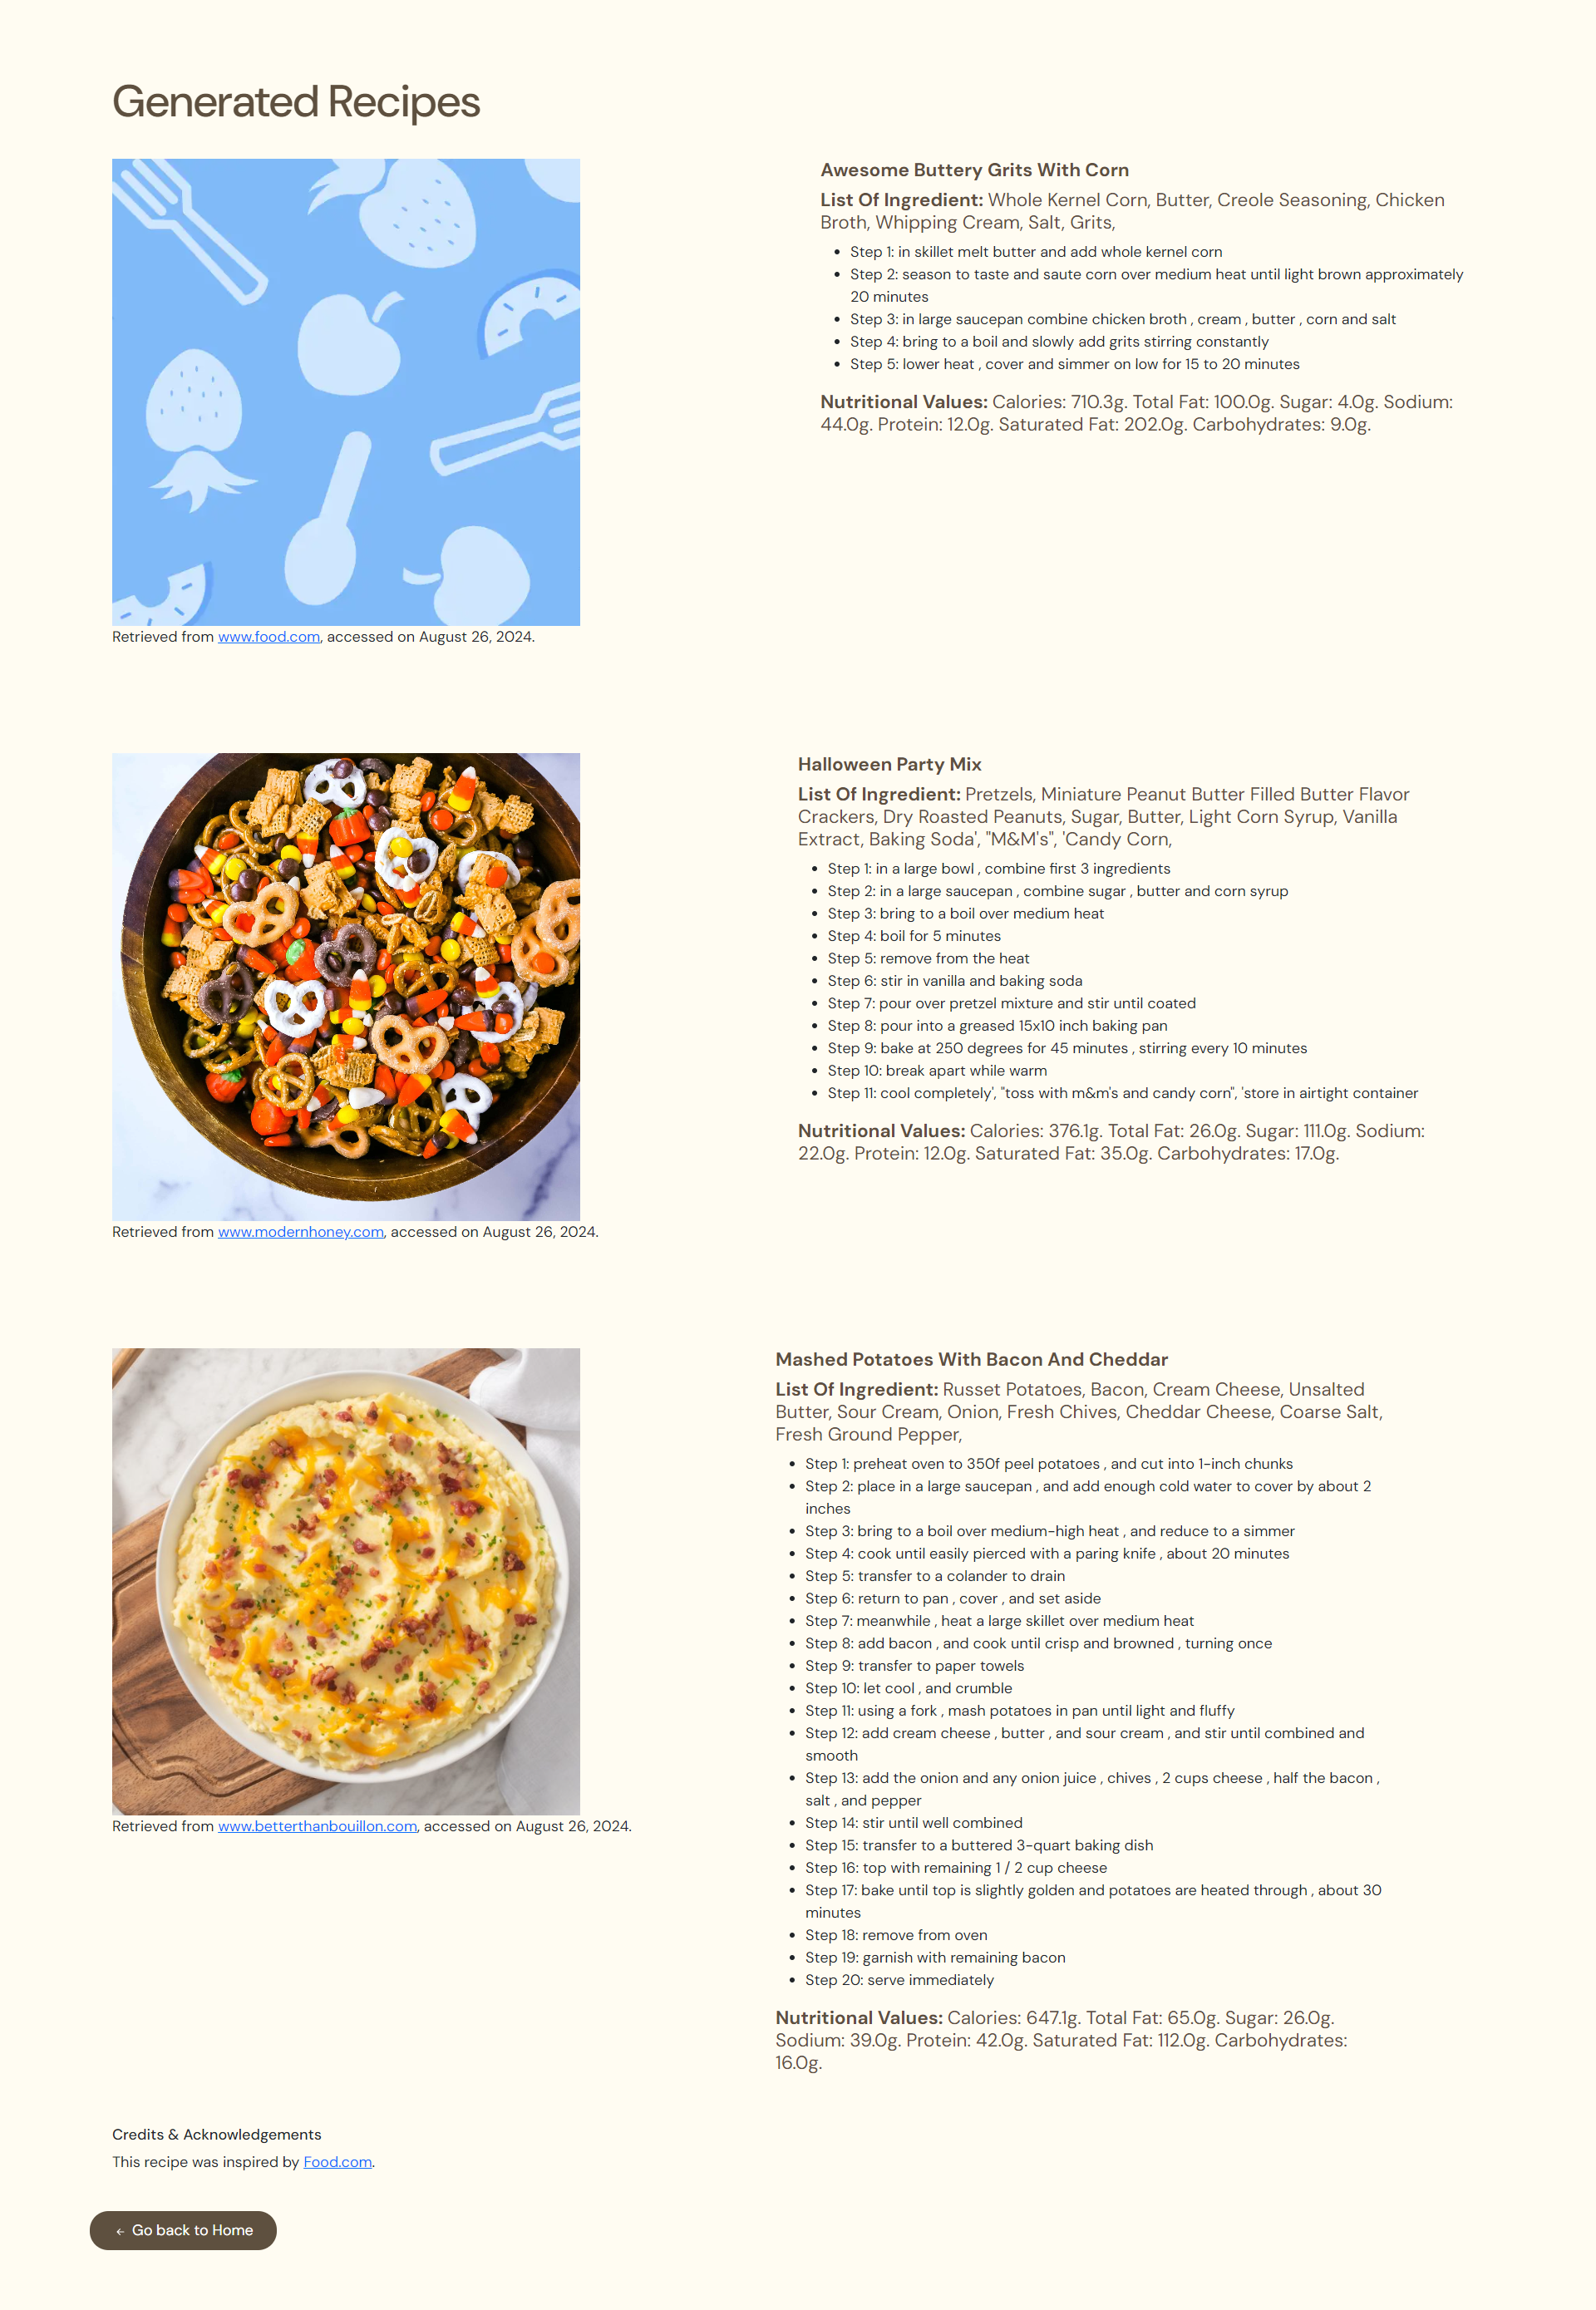 Generated Recipes
Awesome Buttery Grits With Corn
List Of Ingredient: Whole Kernel Corn, Butter, Creole Seasoning, Chicken
Broth, Whipping Cream, Salt, Grits,
• Step 1: in skillet melt butter and add whole kernel corn
• Step 2: season to taste and saute corn over medium heat until light brown approximately
20 minutes
• Step 3: in large saucepan combine chicken broth , cream , butter , corn and salt
• Step 4: bring to a boil and slowly add grits stirring constantly
• Step 5: lower heat , cover and simmer on low for 15 to 20 minutes
Nutritional Values: Calories: 710.3g. Total Fat: 100.0g. Sugar: 4.0g. Sodium:
44.0g. Protein: 12.0g. Saturated Fat: 202.0g. Carbohydrates: 9.0g.
Retrieved from www.food.com, accessed on August 26, 2024.
Halloween Party Mix
List Of Ingredient: Pretzels, Miniature Peanut Butter Filled Butter Flavor
Crackers, Dry Roasted Peanuts, Sugar, Butter, Light Corn Syrup, Vanilla
Extract, Baking Soda', "M&M's", 'Candy Corn,
• Step 1: in a large bowl , combine first 3 ingredients
• Step 2: in a large saucepan , combine sugar , butter and corn syrup
• Step 3: bring to a boil over medium heat
• Step 4: boil for 5 minutes
• Step 5: remove from the heat
• Step 6: stir in vanilla and baking soda
• Step 7: pour over pretzel mixture and stir until coated
• Step 8: pour into a greased 15x10 inch baking pan
• Step 9: bake at 250 degrees for 45 minutes , stirring every 10 minutes
• Step 10: break apart while warm
• Step 11: cool completely', "toss with m&m's and candy corn", 'store in airtight container
Nutritional Values: Calories: 376.1g. Total Fat: 26.0g. Sugar: 111.0g. Sodium:
22.0g. Protein: 12.0g. Saturated Fat: 35.0g. Carbohydrates: 17.0g.
Retrieved from www.modernhoney.com, accessed on August 26, 2024.
Mashed Potatoes With Bacon And Cheddar
List Of Ingredient: Russet Potatoes, Bacon, Cream Cheese, Unsalted
Butter, Sour Cream, Onion, Fresh Chives, Cheddar Cheese, Coarse Salt,
Fresh Ground Pepper,
• Step 1: preheat oven to 350f peel potatoes , and cut into 1-inch chunks
• Step 2: place in a large saucepan , and add enough cold water to cover by about 2
inches
• Step 3: bring to a boil over medium-high heat , and reduce to a simmer
• Step 4: cook until easily pierced with a paring knife , about 20 minutes
• Step 5: transfer to a colander to drain
• Step 6: return to pan , cover , and set aside
• Step 7: meanwhile , heat a large skillet over medium heat
• Step 8: add bacon , and cook until crisp and browned , turning once
• Step 9: transfer to paper towels
• Step 10: let cool , and crumble
• Step 11: using a fork , mash potatoes in pan until light and fluffy
• Step 12: add cream cheese , butter , and sour cream , and stir until combined and
smooth
• Step 13: add the onion and any onion juice , chives , 2 cups cheese , half the bacon ,
salt , and pepper
• Step 14: stir until well combined
• Step 15: transfer to a buttered 3-quart baking dish
• Step 16: top with remaining 1 / 2 cup cheese
• Step 17: bake until top is slightly golden and potatoes are heated through , about 30
minutes
• Step 18: remove from oven
• Step 19: garnish with remaining bacon
• Step 20: serve immediately
Nutritional Values: Calories: 647.1g. Total Fat: 65.0g. Sugar: 26.0g.
Sodium: 39.0g. Protein: 42.0g. Saturated Fat: 112.0g. Carbohydrates:
16.0g.
Retrieved from www.betterthanbouillon.com, accessed on August 26, 2024.
Credits & Acknowledgements
This recipe was inspired by Food.com.
← Go back to Home